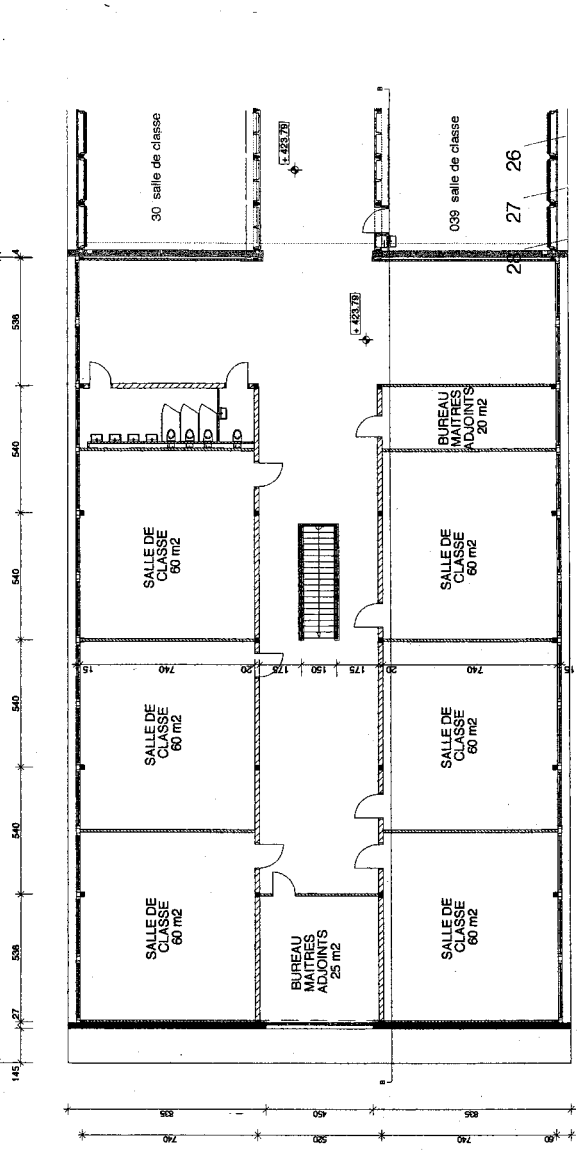 30 salle de classe
+ 423.79
039 salle de classe
26
27
28
+ 423.79
4
536
540
540
540
540
536
27
145
BUREAU
MAITRES
ADJOINTS
20 m2
SALLE DE
CLASSE
60 m2
SALLE DE
CLASSE
60 m2
15
740
20
175
150
175
20
740
15
SALLE DE
CLASSE
60 m2
SALLE DE
CLASSE
60 m2
SALLE DE
CLASSE
60 m2
BUREAU
MAITRES
ADJOINTS
25 m2
SALLE DE
CLASSE
60 m2
835
450
835
740
520
740
60